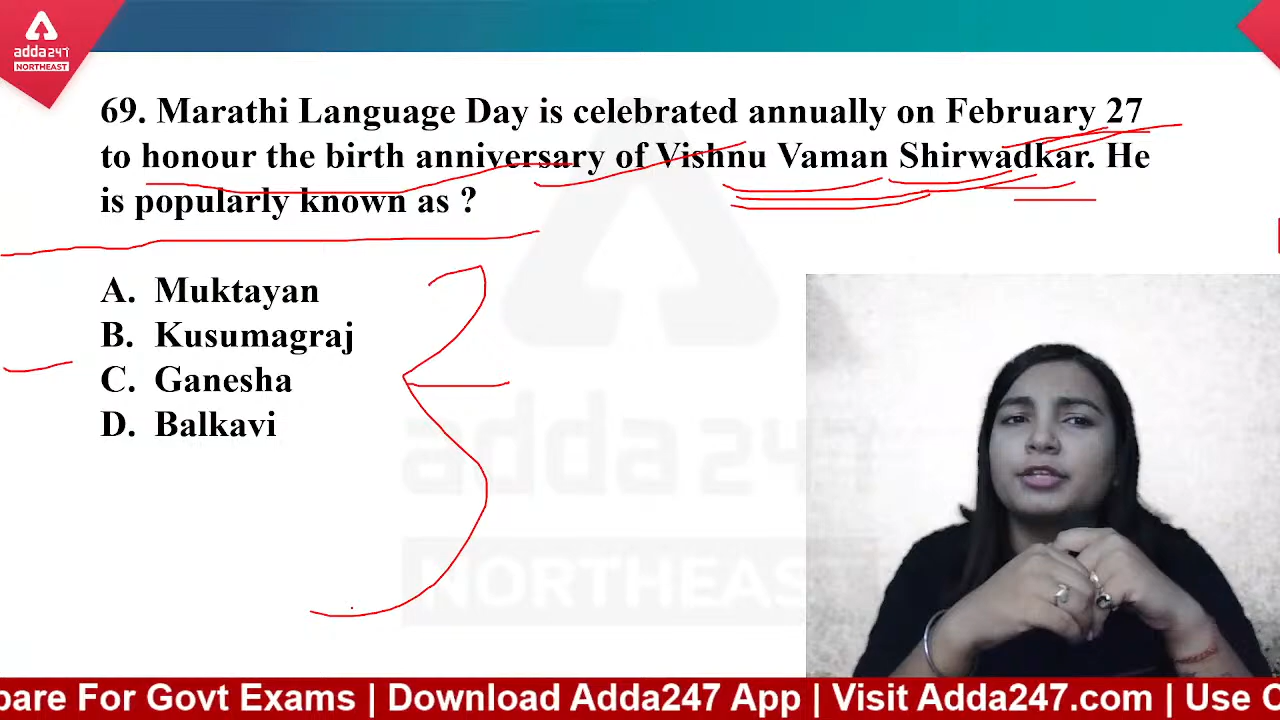 adda247
NORTHEAST
69. Marathi Language Day is celebrated annually on February 27
to honour the birth anniversary of Vishnu Vaman Shirwadkar. He
is popularly known as ?
A. Muktayan
B. Kusumagraj
C. Ganesha
D. Balkavi
adda247
NORTHEAST
pare For Govt Exams | Download Adda247 App | Visit Adda247.com | Use C